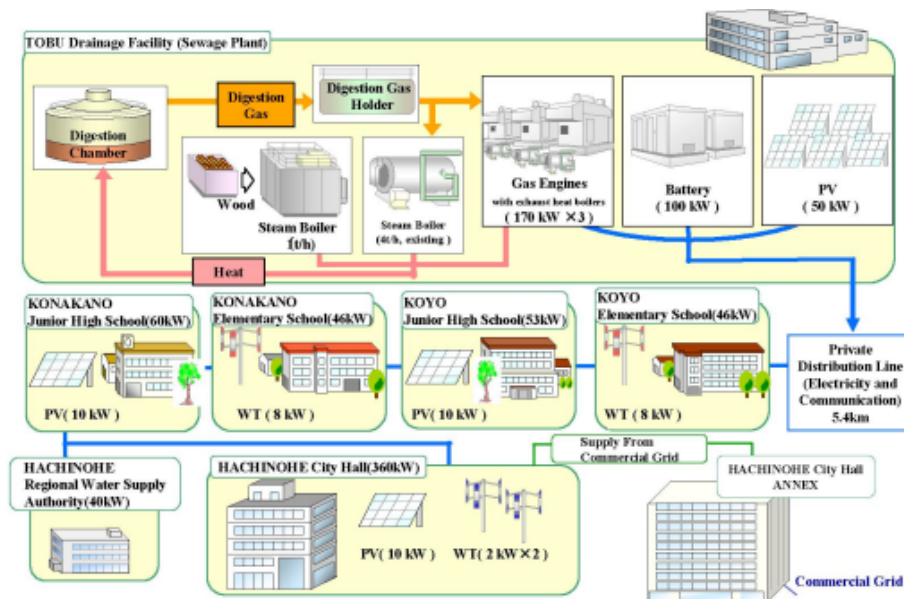 TOBU Drainage Facility (Sewage Plant)
Digestion
Chamber
Digestion
Gas
Digestion Gas
Holder
Wood
Steam Boiler
(t/h)
Steam Boiler
(4t/h, existing )
Gas Engines
with exhaust heat boilers
( 170 kW ×3 )
Battery
( 100 kW )
PV
( 50 kW )
Heat
KONAKANO
Junior High School(60kW)
PV( 10 kW )
KONAKANO
Elementary School(46kW)
WT ( 8 kW )
KOYO
Junior High School(53kW)
PV( 10 kW )
KOYO
Elementary School(46kW)
WT ( 8 kW )
Private
Distribution Line
(Electricity and
Communication)
5.4km
HACHINOHE
Regional Water Supply
Authority(40kW)
HACHINOHE City Hall(360kW)
PV( 10 kW )
WT( 2 kW×2 )
Supply From
Commercial Grid
HACHINOHE City Hall
ANNEX
Commercial Grid